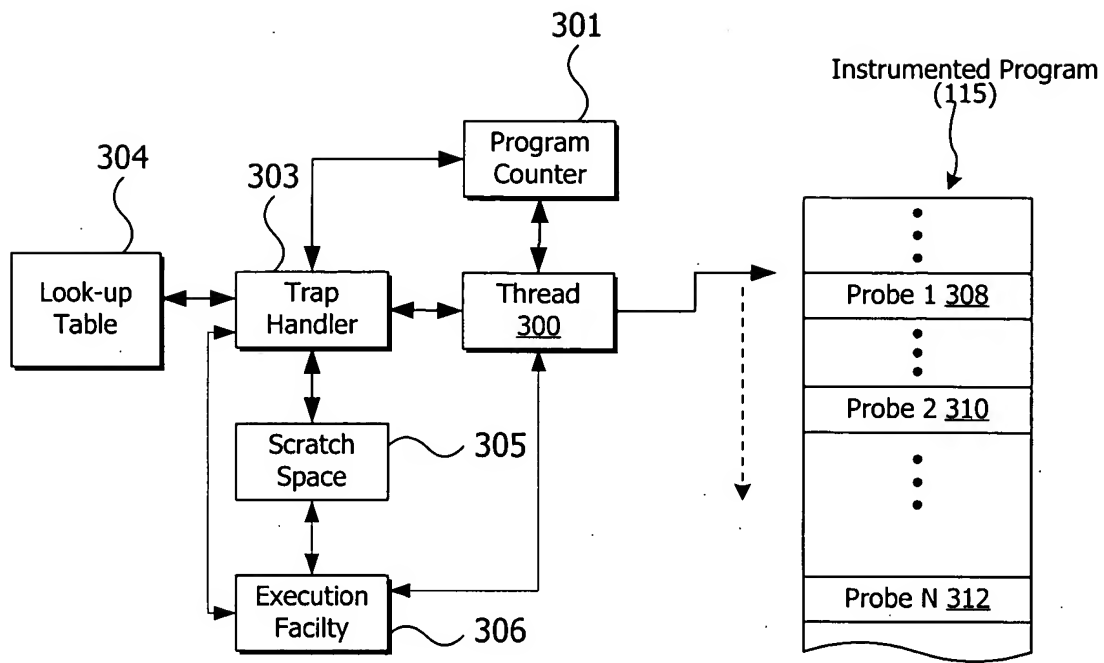 301
Instrumented Program
(115)
304
303
Program
Counter
Look-up
Table
Trap
Handler
Thread
300
Probe 1 308
Probe 2 310
Scratch
Space
305
Execution
Facilty
306
Probe N 312